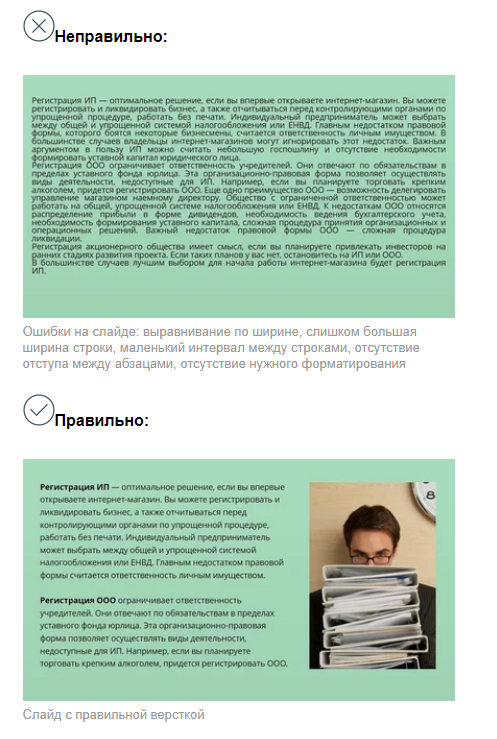 Неправильно:
Регистрация ИП — оптимальное решение, если вы впервые открываете интернет-магазин. Вы можете
регистрировать и ликвидировать бизнес, а также отчитываться перед контролирующими органами по
упрощенной процедуре, работать без печати. Индивидуальный предприниматель может выбрать
между общей и упрощенной системой налогообложения или ЕНВД. Главным недостатком правовой
формы, которого боятся некоторые бизнесмены, считается ответственность личным имуществом. В
большинстве случаев владельцы интернет-магазинов могут игнорировать этот недостаток. Важным
аргументом в пользу ИП можно считать небольшую госпошлину и отсутствие необходимости
формировать уставной капитал юридического лица.
Регистрация ООО ограничивает ответственность учредителей. Они отвечают по обязательствам в
пределах уставного фонда юрлица. Эта организационно-правовая форма позволяет осуществлять
виды деятельности, недоступные для ИП. Например, если вы планируете торговать крепким
алкоголем, придется регистрировать ООО. Еще одно преимущество — возможность делегировать
управление магазином наемному директору. Общество с ограниченной ответственностью может
работать на общей, упрощенной системе налогообложения или ЕНВД. К недостаткам ООО относятся
распределение прибыли в форме дивидендов, необходимость ведения бухгалтерского учета,
необходимость формирования уставного капитала, сложная процедура принятия организационных и
операционных решений. Важный недостаток правовой формы ООО — сложная процедура
ликвидации.
Регистрация акционерного общества имеет смысл, если вы планируете привлекать инвесторов на
ранних стадиях развития проекта. Если таких планов у вас нет, остановитесь на ИП или ООО.
В большинстве случаев лучшим выбором для начала работы интернет-магазина будет регистрация
ИП.
Ошибки на слайде: выравнивание по ширине, слишком большая
ширина строки, маленький интервал между строками, отсутствие
отступа между абзацами, отсутствие нужного форматирования
Правильно:
Регистрация ИП — оптимальное решение, если вы впервые
открываете интернет-магазин. Вы можете регистрировать и
ликвидировать бизнес, а также отчитываться перед
контролирующими органами по упрощенной процедуре,
работать без печати. Индивидуальный предприниматель
может выбрать между общей и упрощенной системой
налогообложения или ЕНВД. Главным недостатком правовой
формы считается ответственность личным имуществом.
Регистрация ООО ограничивает ответственность
учредителей. Они отвечают по обязательствам в пределах
уставного фонда юрлица. Эта организационно-правовая
форма позволяет осуществлять виды деятельности,
недоступные для ИП. Например, если вы планируете
торговать крепким алкоголем, придется регистрировать ООО.
8
Слайд с правильной версткой